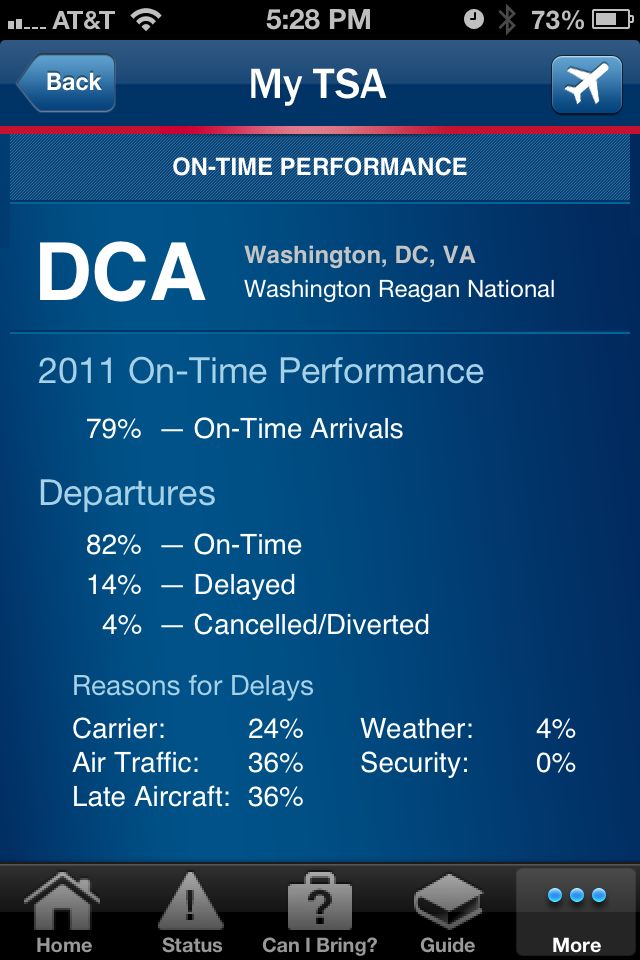 AT&T 5:28 PM 73%
Back My TSA
ON-TIME PERFORMANCE
DCA
Washington, DC, VA
Washington Reagan National
2011 On-Time Performance
79% — On-Time Arrivals
Departures
82% — On-Time
14% — Delayed
4% — Cancelled/Diverted
Reasons for Delays
Carrier: 24% Weather: 4%
Air Traffic: 36% Security: 0%
Late Aircraft: 36%
Home Status Can I Bring? Guide More